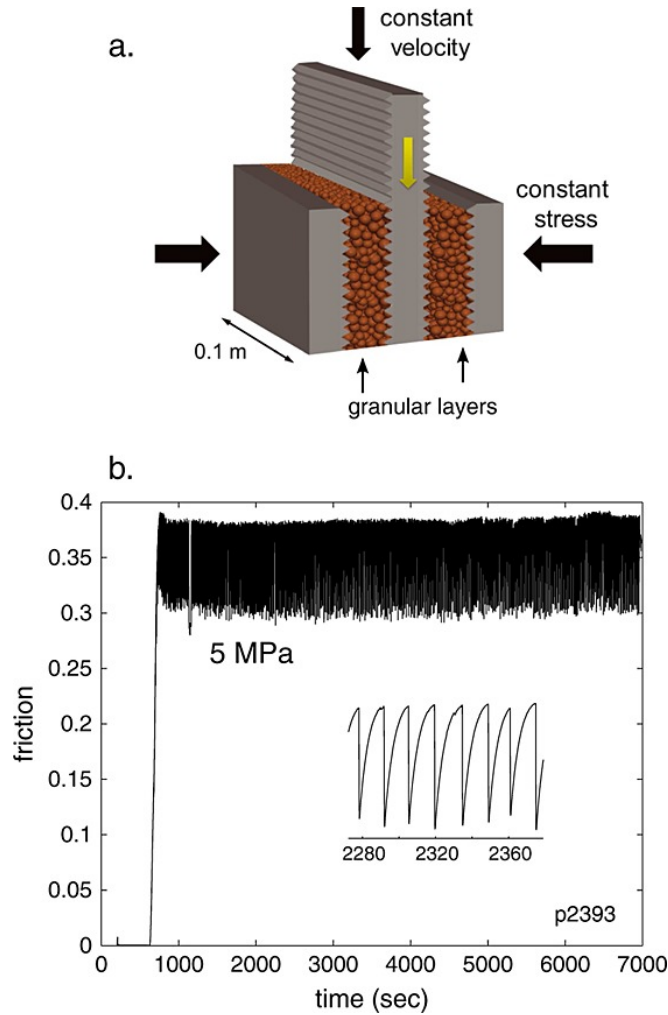 a.
constant
velocity
constant
stress
0.1 m
granular layers
b.
0.4
0.35
0.3
0.25
0.2
0.15
0.1
0.05
0
friction
5 MPa
2280 2320 2360
p2393
0 1000 2000 3000 4000 5000 6000 7000
time (sec)